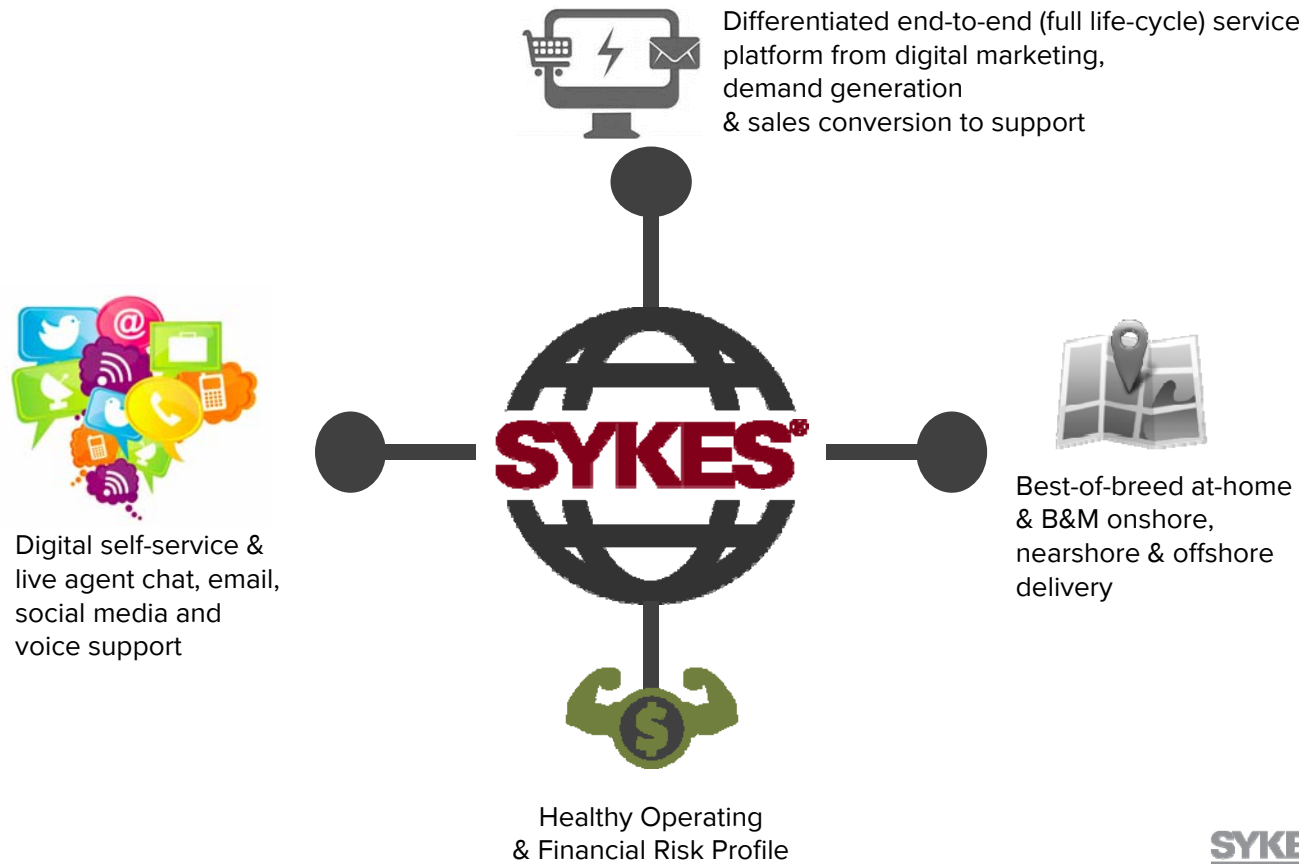 Differentiated end-to-end (full life-cycle) service
platform from digital marketing,
demand generation
& sales conversion to support
SYKES®
Digital self-service &
live agent chat, email,
social media and
voice support
Best-of-breed at-home
& B&M onshore,
nearshore & offshore
delivery
$
Healthy Operating
& Financial Risk Profile
SYKE